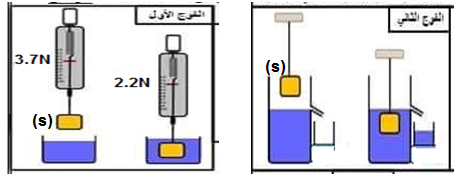 الفوج الأول
3.7N
2.2N
(s)
الفوج الثاني
(s)